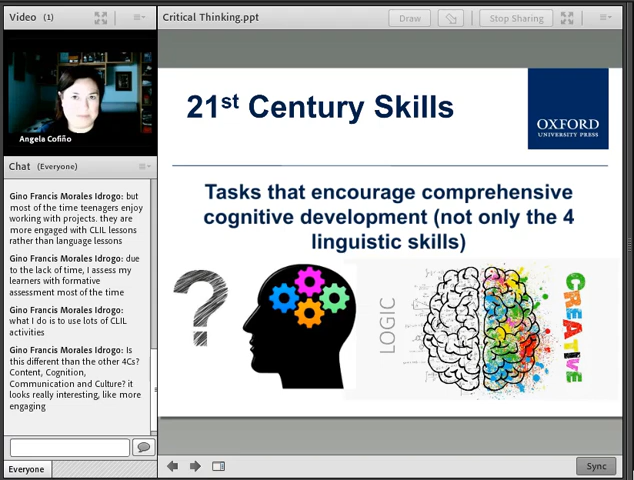 Video (1)
Angela Cofiño
Chat (Everyone)
Gino Francis Morales Idrogo: but
most of the time teenagers enjoy
working with projects. they are
more engaged with CLIL lessons
rather than language lessons
Gino Francis Morales Idrogo: due
to the lack of time, I assess my
learners with formative
assessment most of the time
Gino Francis Morales Idrogo:
what I do is to use lots of CLIL
activities
Gino Francis Morales Idrogo: Is
this different than the other 4Cs?
Content, Cognition,
Communication and Culture? it
looks really interesting, like more
engaging
Everyone
Critical Thinking.ppt
Draw
Stop Sharing
21st Century Skills
OXFORD
UNIVERSITY PRESS
Tasks that encourage comprehensive
cognitive development (not only the 4
linguistic skills)
?
LOGIC
CREATIVE
Sync